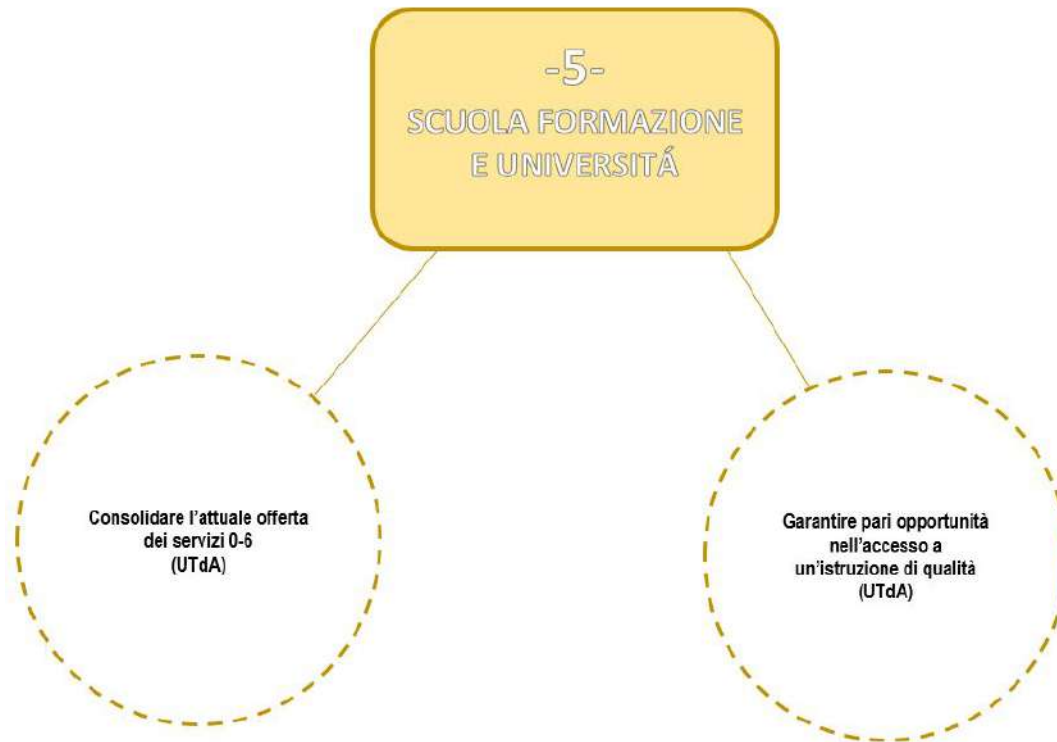 -5-
SCUOLA FORMAZIONE
E UNIVERSITÁ
Consolidare l'attuale offerta
dei servizi 0-6
(UTdA)
Garantire pari opportunità
nell'accesso a
un'istruzione di qualità
(UTdA)